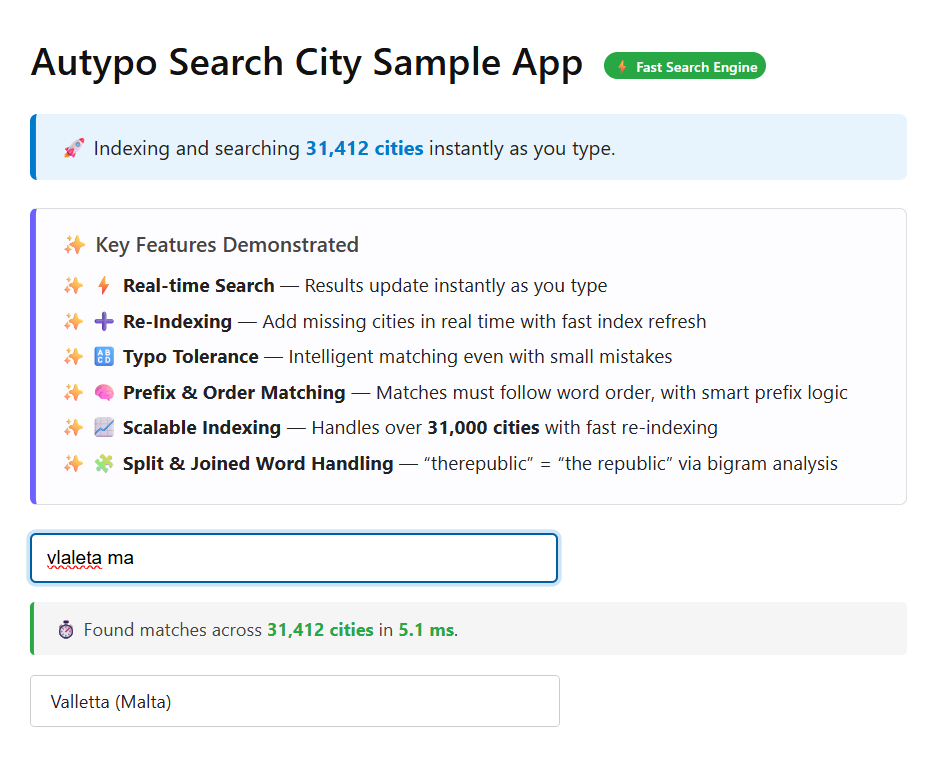 Autypo Search City Sample App ⚡ Fast Search Engine
🚀 Indexing and searching 31,412 cities instantly as you type.
✨ Key Features Demonstrated
✨ ⚡ Real-time Search — Results update instantly as you type
✨ ➕ Re-Indexing — Add missing cities in real time with fast index refresh
✨ 🔠 Typo Tolerance — Intelligent matching even with small mistakes
✨ 🧠 Prefix & Order Matching — Matches must follow word order, with smart prefix logic
✨ 📈 Scalable Indexing — Handles over 31,000 cities with fast re-indexing
✨ 🧩 Split & Joined Word Handling — “therepublic” = “the republic” via bigram analysis
vlaleta ma
⏱ Found matches across 31,412 cities in 5.1 ms.
Valletta (Malta)